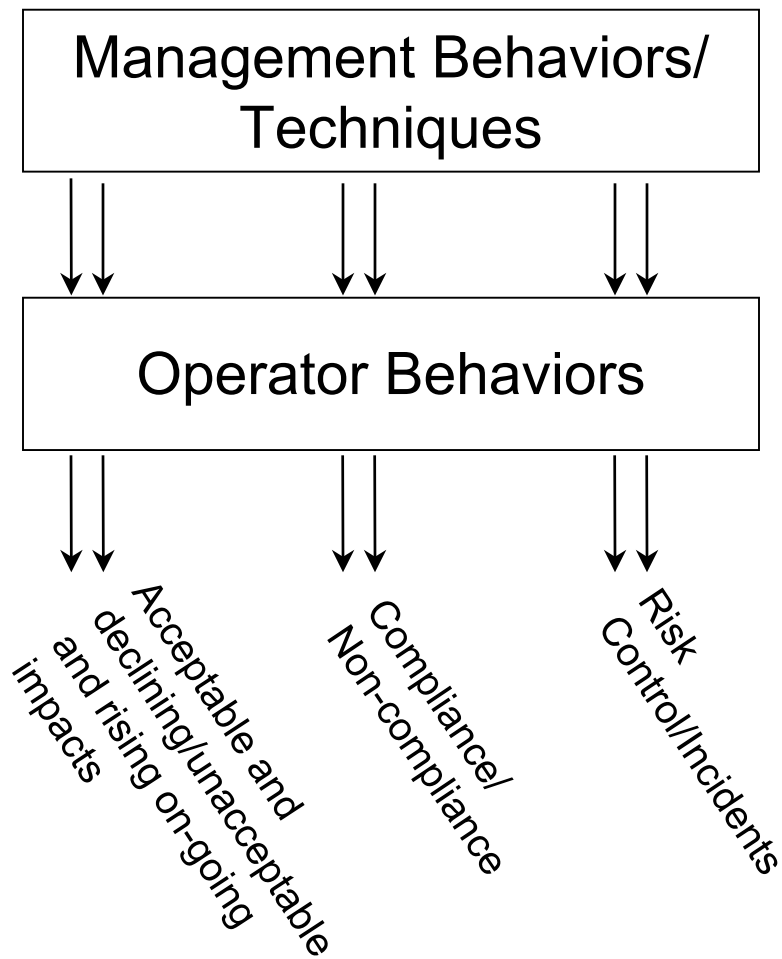 Management Behaviors/
Techniques
Operator Behaviors
Acceptable and
declining/unacceptable
and rising on-going
impacts
Compliance/
Non-compliance
Risk
Control/Incidents